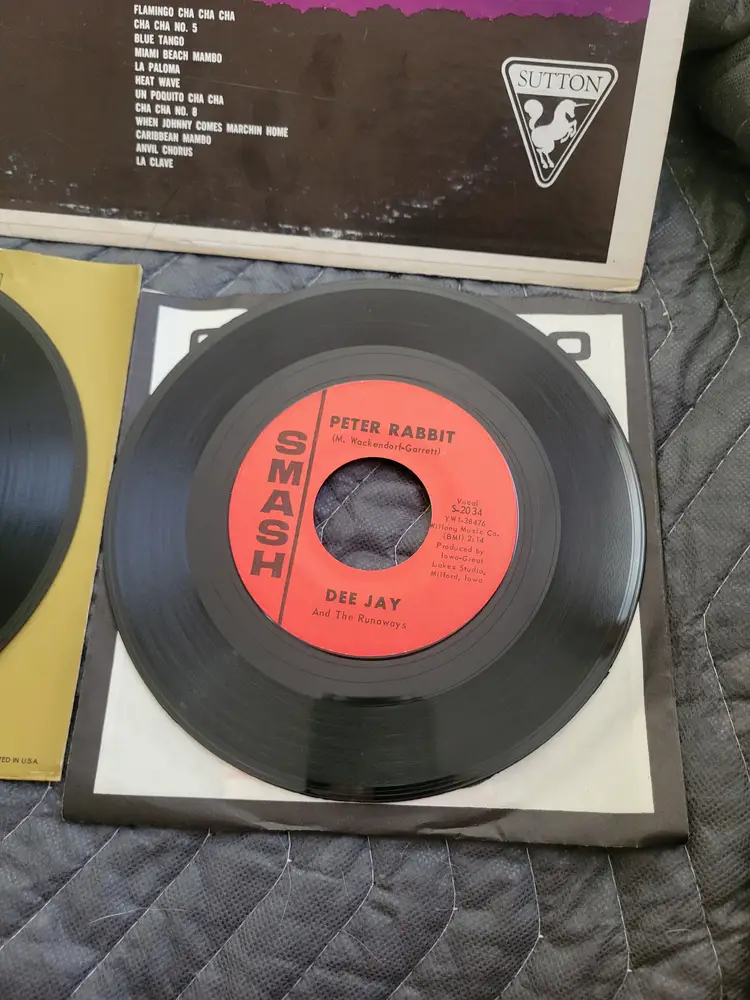 FLAMINGO CHA CHA CHA
CHA CHA NO. 5
BLUE TANGO
MIAMI BEACH MAMBO
LA PALOMA
HEAT WAVE
UN POQUITO CHA CHA
CHA CHA NO. 8
WHEN JOHNNY COMES MARCHIN HOME
CARIBBEAN MAMBO
ANVIL CHORUS
LA CLAVE
SUTTON
SMASH
PETER RABBIT
(M. Wackendorf-Garrett)
Vocal
S-2034
YW1-38476
Willong Music Co.
(BMI) 2:14
Produced by
Iowa-Great
Lakes Studio,
Milford, Iowa
DEE JAY
And The Runaways
TED IN U.S.A.